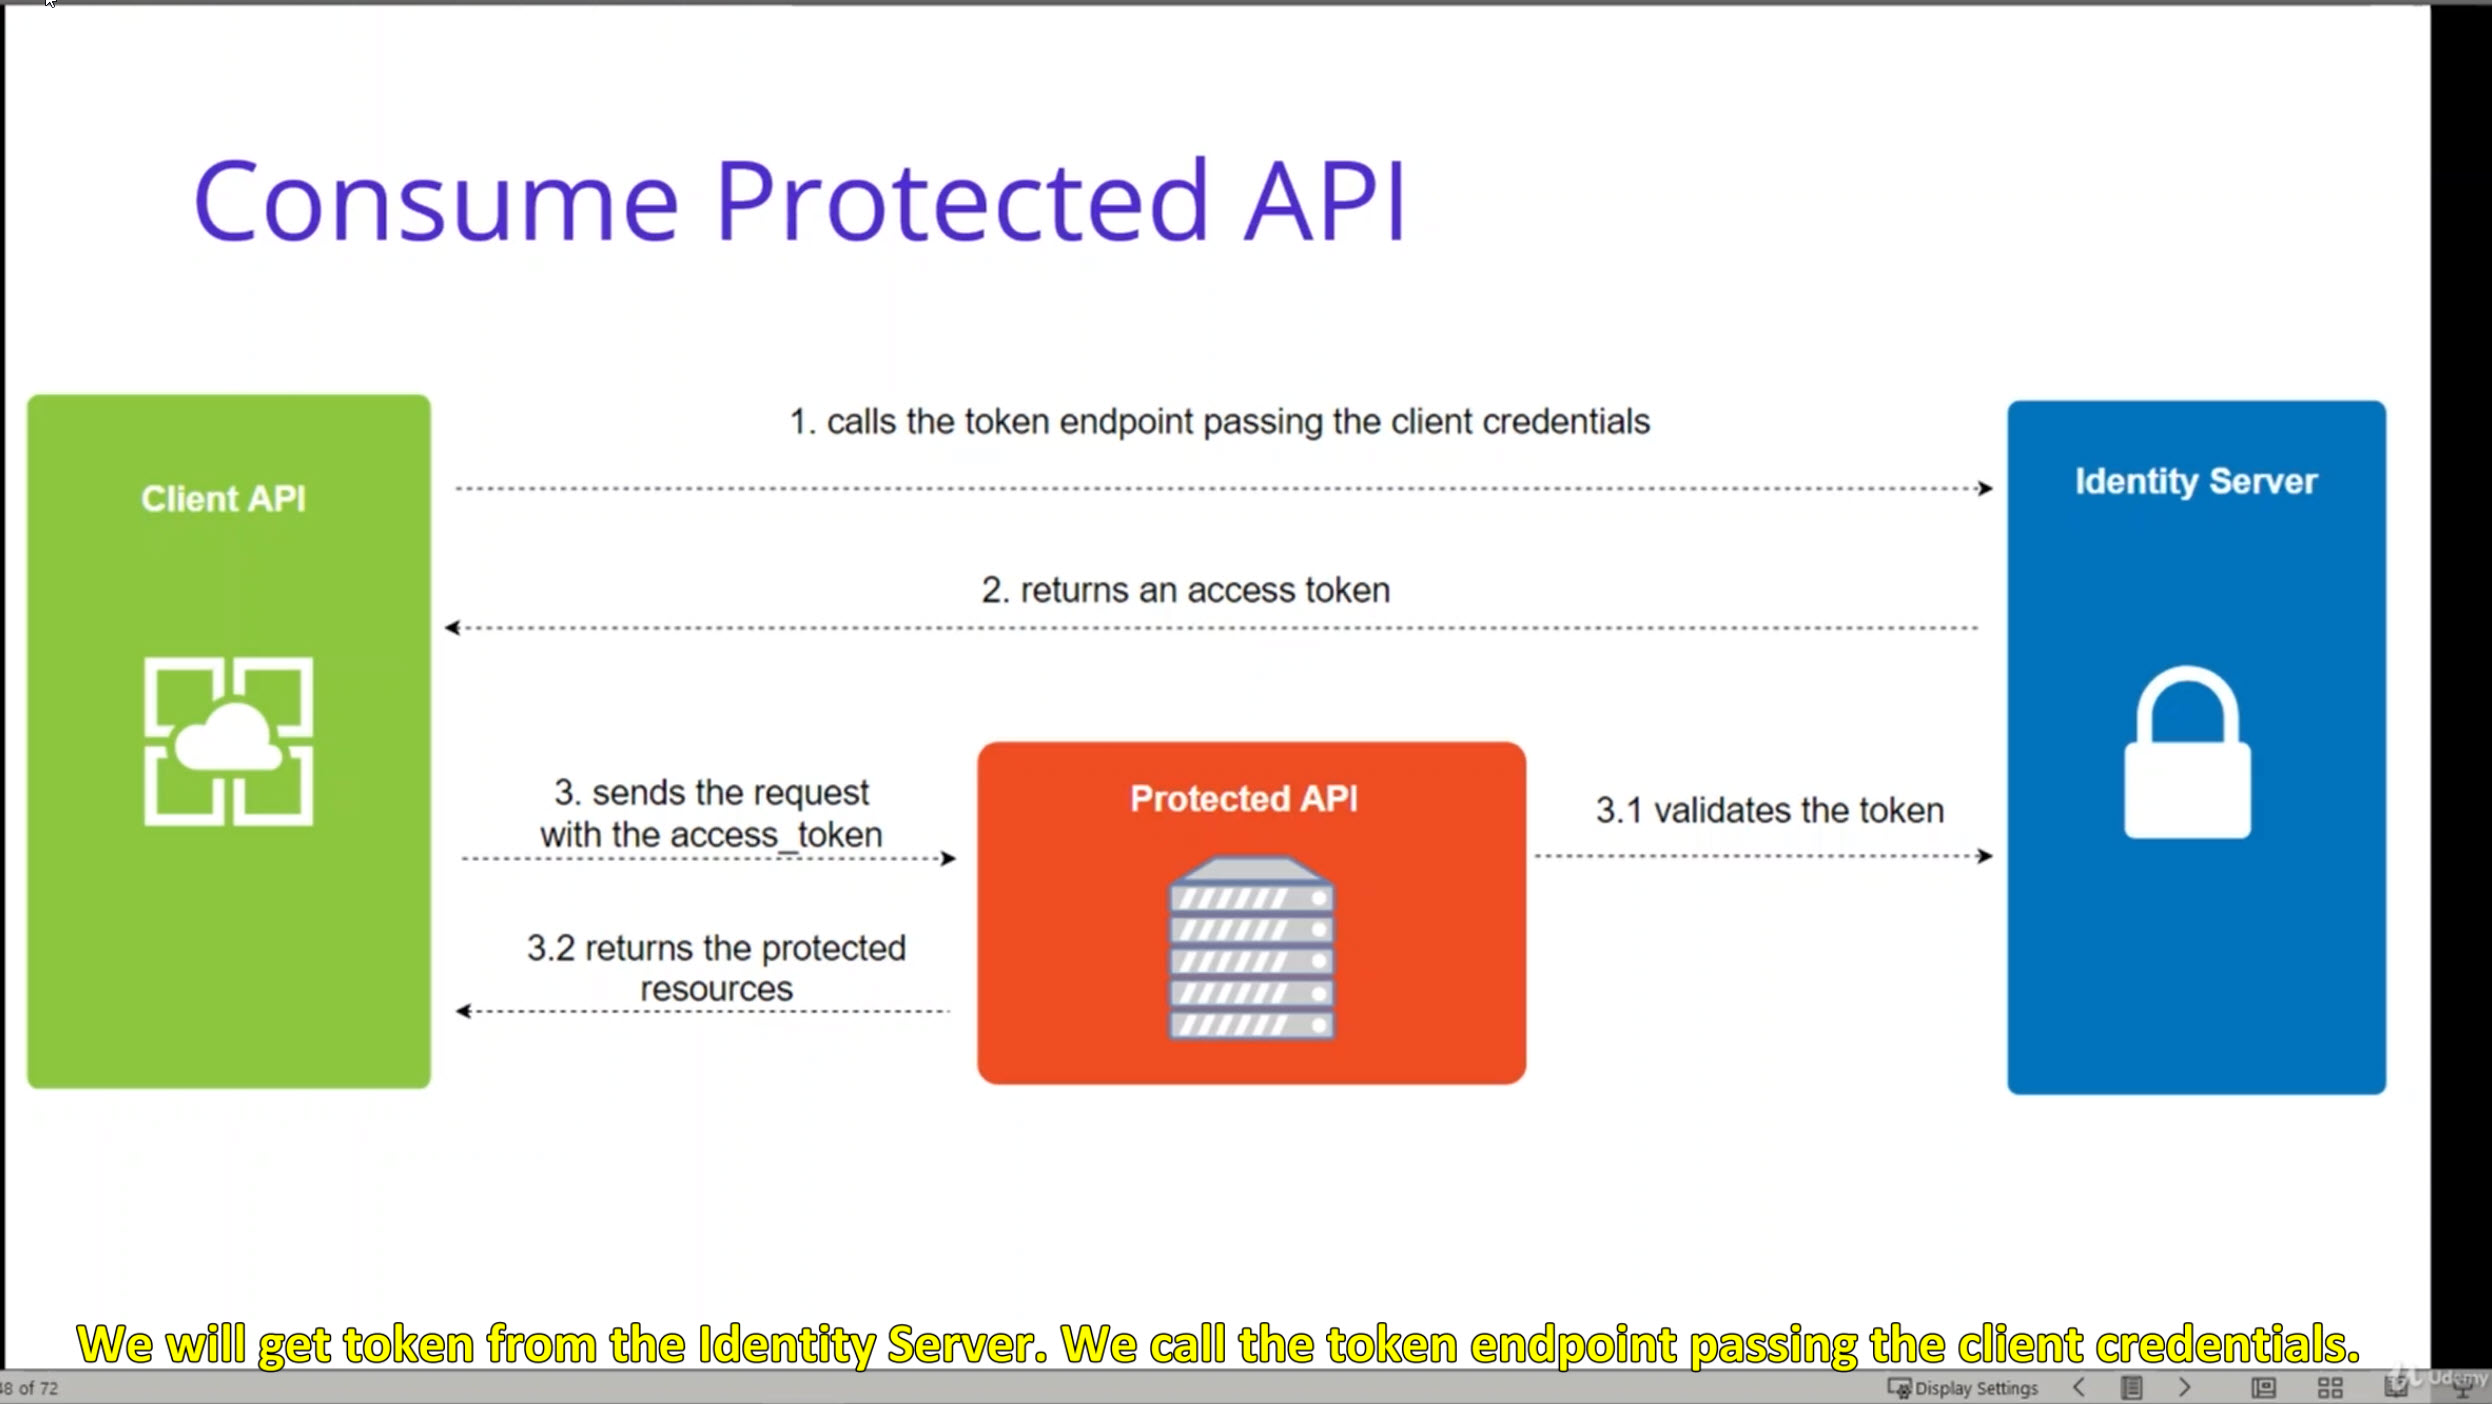 Consume Protected API
1. calls the token endpoint passing the client credentials
Client API
Identity Server
2. returns an access token
3. sends the request
with the access_token
Protected API
3.1 validates the token
3.2 returns the protected
resources
We will get token from the Identity Server. We call the token endpoint passing the client credentials.
48 of 72
Display Settings
Udemy